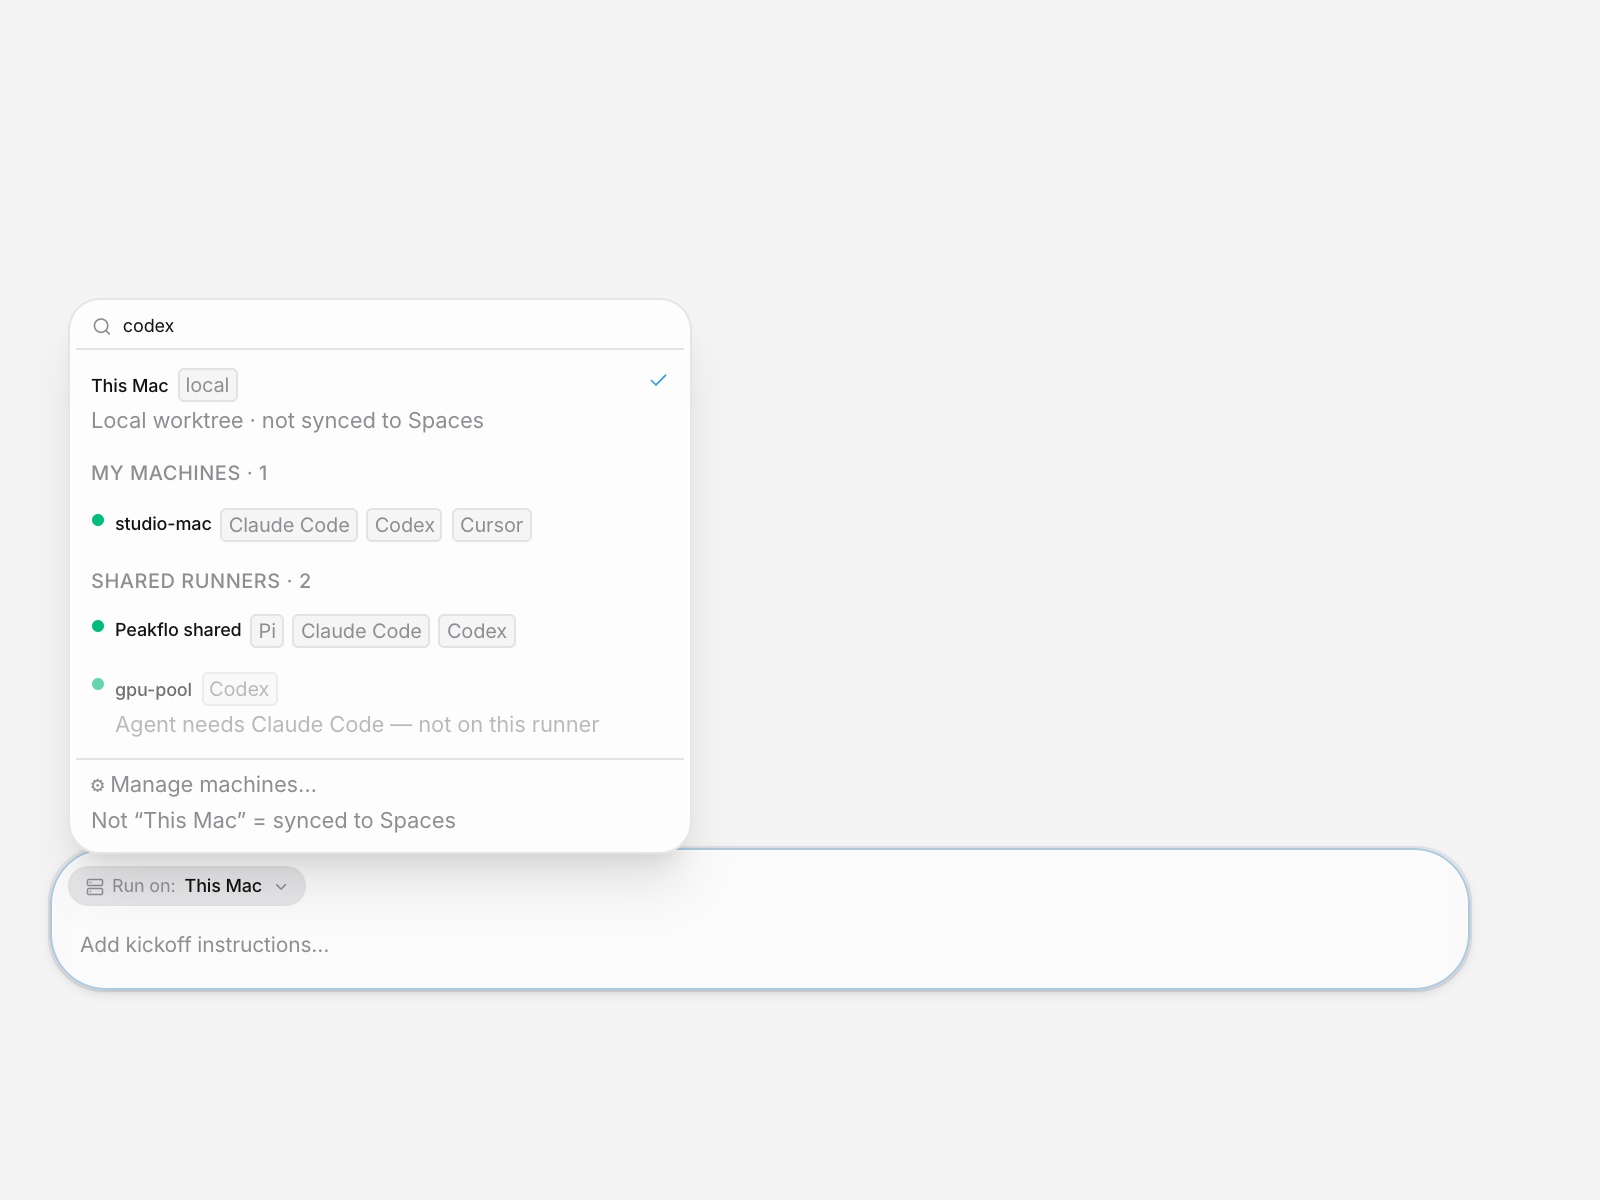 codex
This Mac local
Local worktree · not synced to Spaces
MY MACHINES · 1
studio-mac Claude Code Codex Cursor
SHARED RUNNERS · 2
Peakflo shared Pi Claude Code Codex
gpu-pool Codex
Agent needs Claude Code — not on this runner
⚙ Manage machines...
Not “This Mac” = synced to Spaces
Run on: This Mac
Add kickoff instructions...